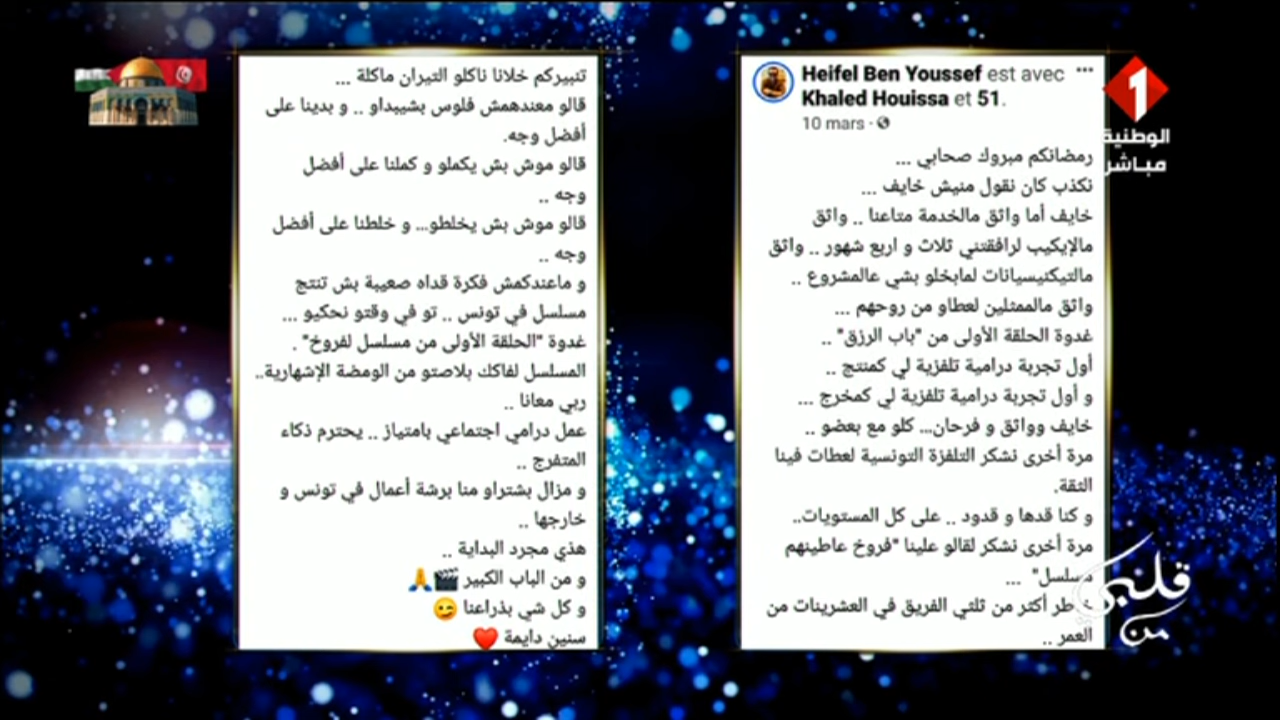 Heifel Ben Youssef est avec ...
Khaled Houissa et 51.
10 mars
رمضانكم مبروك صحابي ...
نكذب كان نقول منيش خايف ...
خايف أما واثق مالخدمة متاعنا .. واثق
مالإيكيب لرافقتني ثلاث و اربع شهور .. واثق
مالتيكنيسيانات لمابخلو بشي عالمشروع ..
واثق مالممثلين لعطاو من روحهم ...
غدوة الحلقة الأولى من "باب الرزق" ..
أول تجربة درامية تلفزية لي كمنتج ..
و أول تجربة درامية تلفزية لي كمخرج ...
خايف وواثق و فرحان... كلو مع بعضو ..
مرة أخرى نشكر التلفزة التونسية لعطات فينا
الثقة.
و كنا قدها و قدود .. على كل المستويات..
مرة أخرى نشكر لقالو علينا "فروخ عاطينهم
مسلسل" ...
خاطر أكثر من ثلثي الفريق في العشرينات من
العمر ..
تنبيركم خلانا ناكلو التيران ماكلة ...
قالو معندهمش فلوس بشيبداو .. و بدينا على
أفضل وجه.
قالو موش بش يكملو و كملنا على أفضل
وجه ..
قالو موش بش يخلطو... و خلطنا على أفضل
وجه ..
و ماعندكمش فكرة قداه صعيبة بش تنتج
مسلسل في تونس .. تو في وقتو نحكيو ...
غدوة "الحلقة الأولى من مسلسل لفروخ" .
المسلسل لفاكك بلاصتو من الومضة الإشهارية..
ربي معانا ..
عمل درامي اجتماعي بامتياز .. يحترم ذكاء
المتفرج ..
و مزال بشتراو منا برشة أعمال في تونس و
خارجها ..
هذي مجرد البداية ..
و من الباب الكبير 🎬🙏
و كل شي بذراعنا 😋
سنين دايمة ❤️
1
الوطنية
مباشر
من قلبي